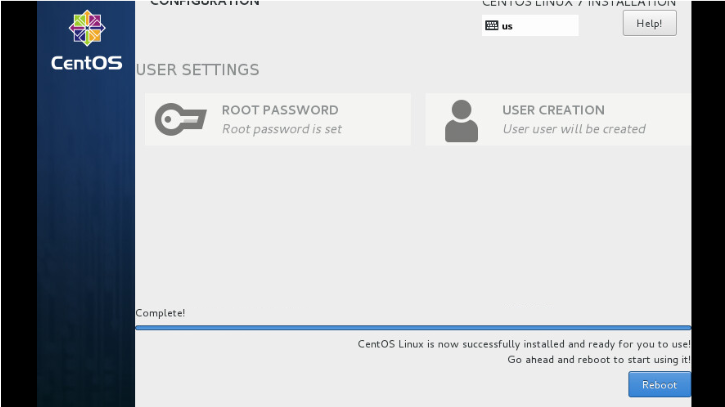 CONFIGURATION
CENTOS LINUX 7 INSTALLATION
us
Help!
CentOS
USER SETTINGS
ROOT PASSWORD
Root password is set
USER CREATION
User user will be created
Complete!
CentOS Linux is now successfully installed and ready for you to use!
Go ahead and reboot to start using it!
Reboot